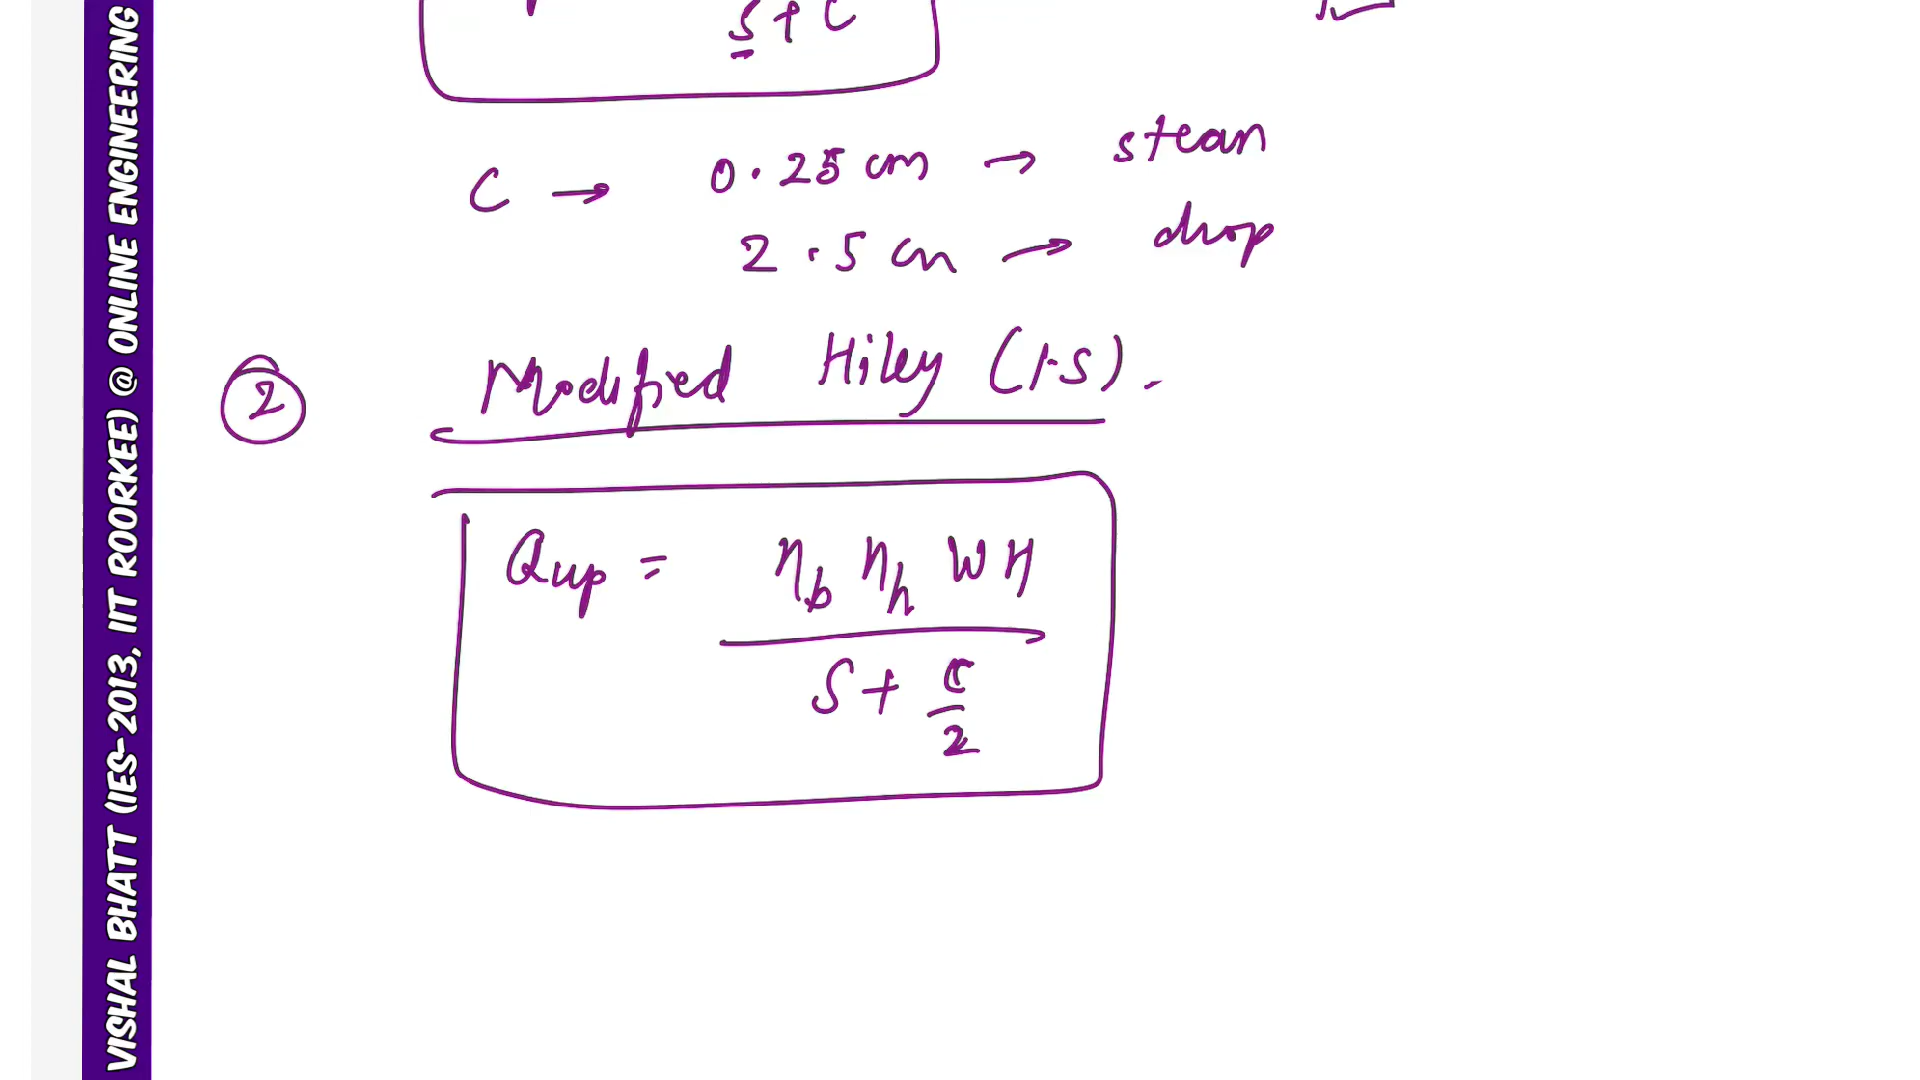 S + C
C → 0.25 cm → steam
2.5 cm → drop
2 Modified Hiley (I.S).
Qup = ηb ηh W H
S + C/2
VISHAL BHATT (IES-2013, IIT ROORKEE) @ ONLINE ENGINEERING